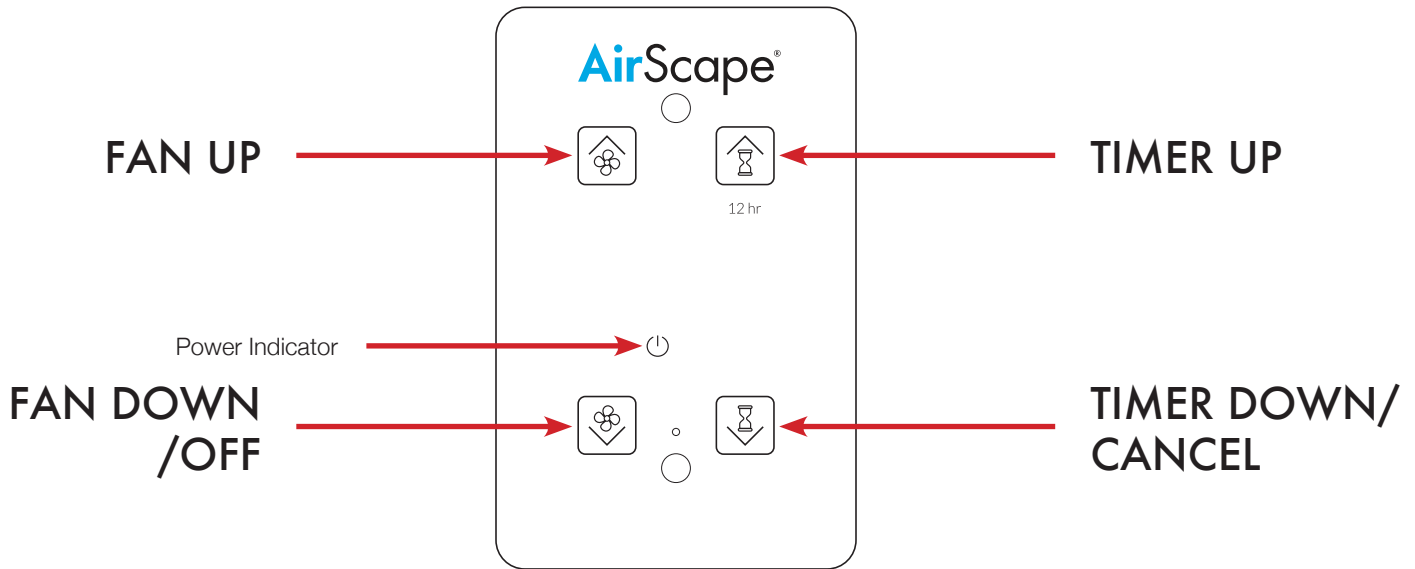 AirScape®
FAN UP
TIMER UP
12 hr
Power Indicator
FAN DOWN
/OFF
TIMER DOWN/
CANCEL